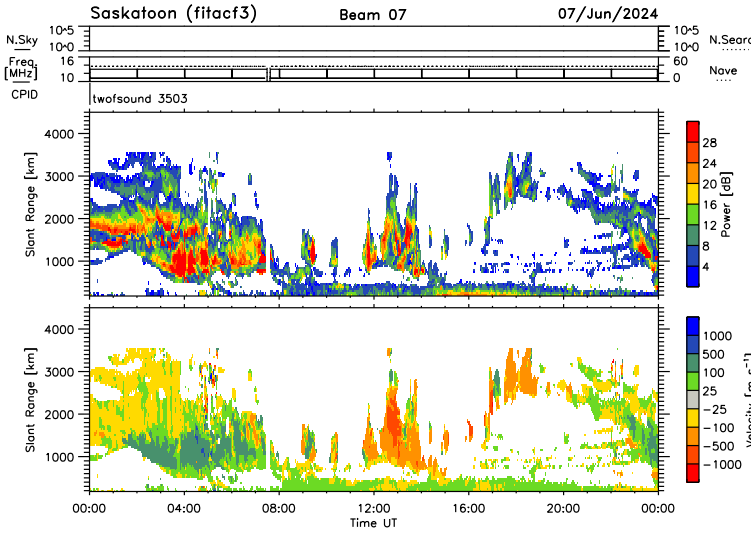 Saskatoon (fitacf3) Beam 07 07/Jun/2024
N.Sky 10^5 10^0 10^5 10^0 N.Sear
Freq. [MHz] 16 10 60 0 Nave
CPID twofsound 3503
Slant Range [km] 4000 3000 2000 1000
28 24 20 16 12 8 4 Power [dB]
Slant Range [km] 4000 3000 2000 1000
1000 500 100 25 -25 -100 -500 -1000 Velocity [m s^-1]
00:00 04:00 08:00 12:00 16:00 20:00 00:00
Time UT